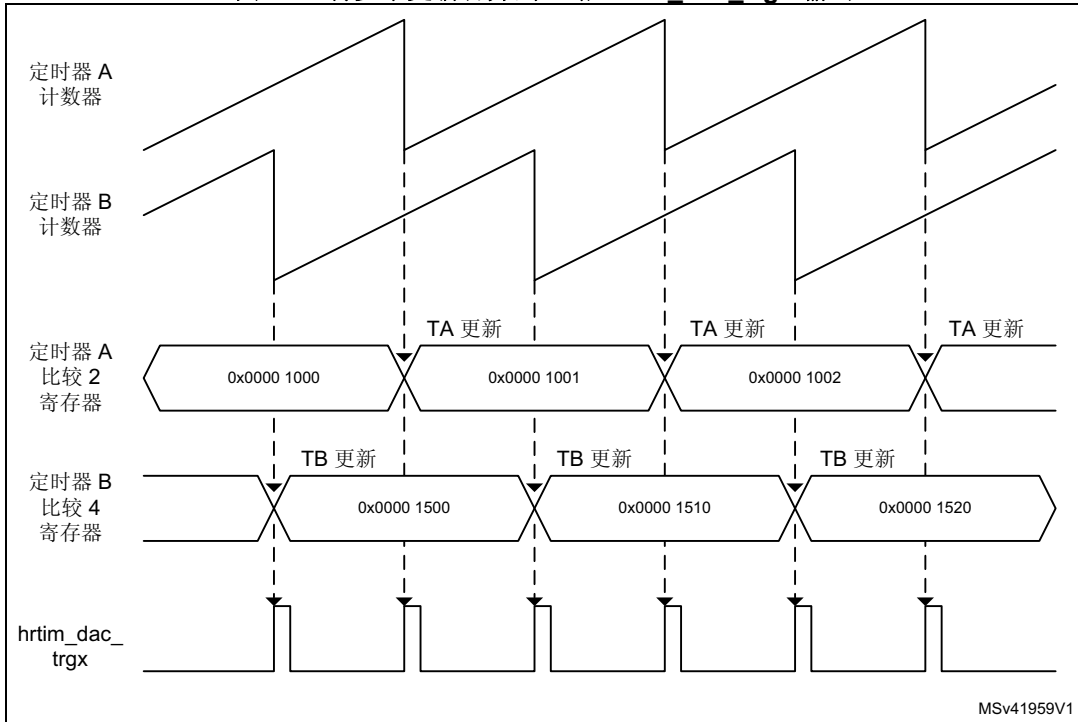 定时器 A
计数器
定时器 B
计数器
TA 更新
TA 更新
TA 更新
定时器 A
比较 2
寄存器
0x0000 1000
0x0000 1001
0x0000 1002
TB 更新
TB 更新
TB 更新
定时器 B
比较 4
寄存器
0x0000 1500
0x0000 1510
0x0000 1520
hrtim_dac_
trgx
MSv41959V1